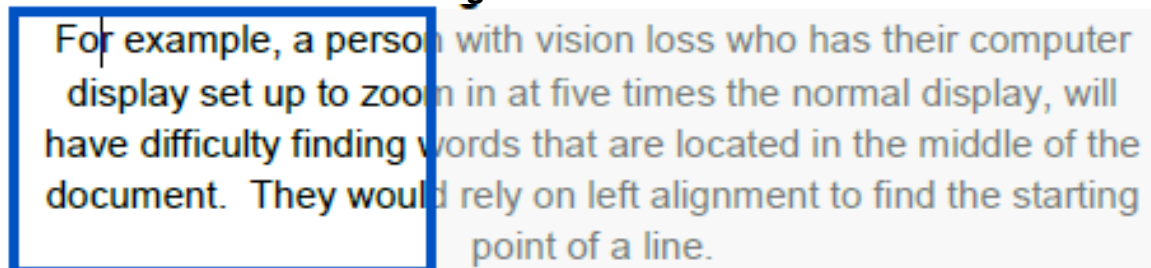 For example, a person with vision loss who has their computer
display set up to zoom in at five times the normal display, will
have difficulty finding words that are located in the middle of the
document.  They would rely on left alignment to find the starting
point of a line.